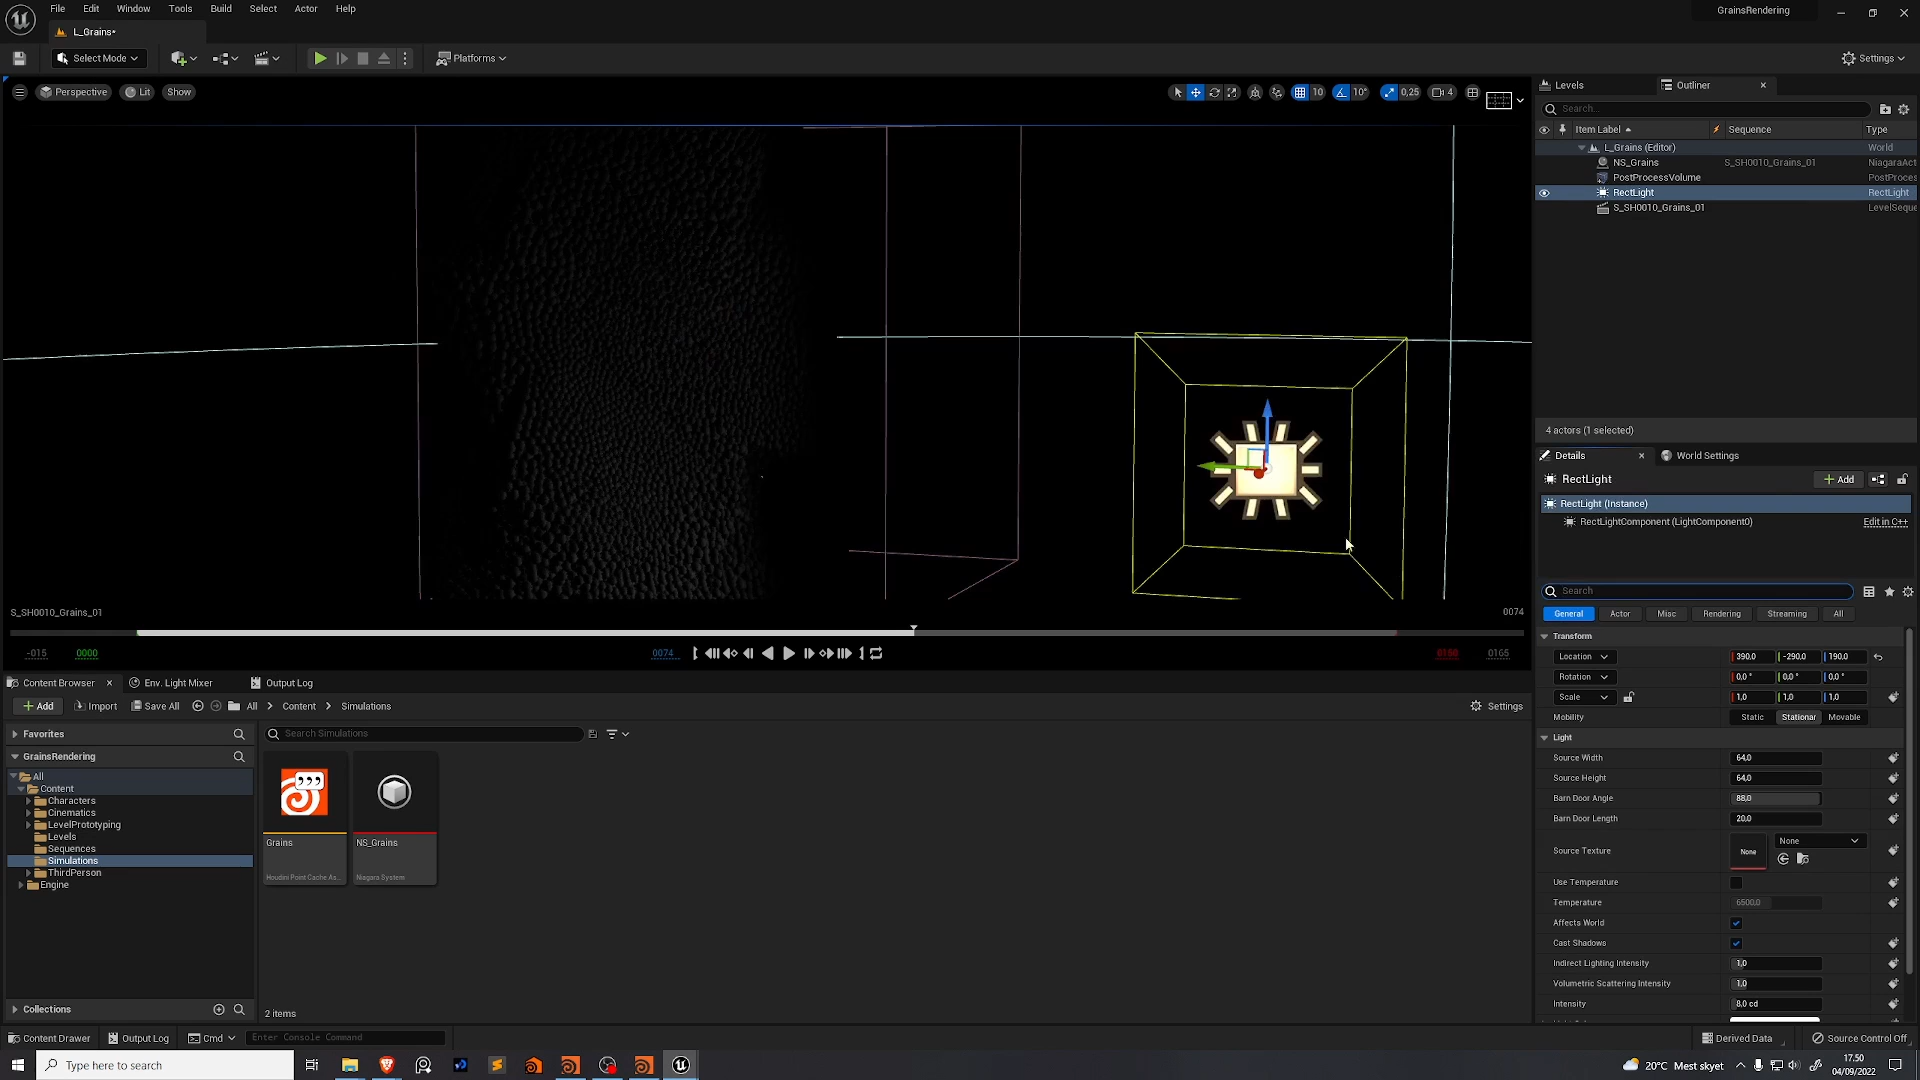 File Edit Window Tools Build Select Actor Help
GrainsRendering
L_Grains*
Select Mode
Platforms
Settings
Perspective
Lit
Show
10
10°
0,25
4
Levels
Outliner
Search...
Item Label
Sequence
Type
L_Grains (Editor)
World
NS_Grains
S_SH0010_Grains_01
NiagaraAct
PostProcessVolume
PostProces
RectLight
RectLight
S_SH0010_Grains_01
LevelSeque
4 actors (1 selected)
Details
World Settings
RectLight
Add
RectLight (Instance)
RectLightComponent (LightComponent0)
Edit in C++
Search
General
Actor
Misc
Rendering
Streaming
All
Transform
Location
390,0
-290,0
190,0
Rotation
0,0 °
0,0 °
0,0 °
Scale
1,0
1,0
1,0
Mobility
Static
Stationar
Movable
Light
Source Width
64,0
Source Height
64,0
Barn Door Angle
88,0
Barn Door Length
20,0
Source Texture
None
None
Use Temperature
Temperature
6500,0
Affects World
Cast Shadows
Indirect Lighting Intensity
1,0
Volumetric Scattering Intensity
1,0
Intensity
8,0 cd
S_SH0010_Grains_01
0074
-015
0000
0074
0150
0165
Content Browser
Env. Light Mixer
Output Log
Add
Import
Save All
All
Content
Simulations
Settings
Favorites
Search Simulations
GrainsRendering
All
Content
Characters
Cinematics
LevelPrototyping
Levels
Sequences
Simulations
ThirdPerson
Engine
Grains
Houdini Point Cache As...
NS_Grains
Niagara System
Collections
2 items
Content Drawer
Output Log
Cmd
Enter Console Command
Derived Data
Source Control Off
Type here to search
20°C Mest skyet
17.50
04/09/2022